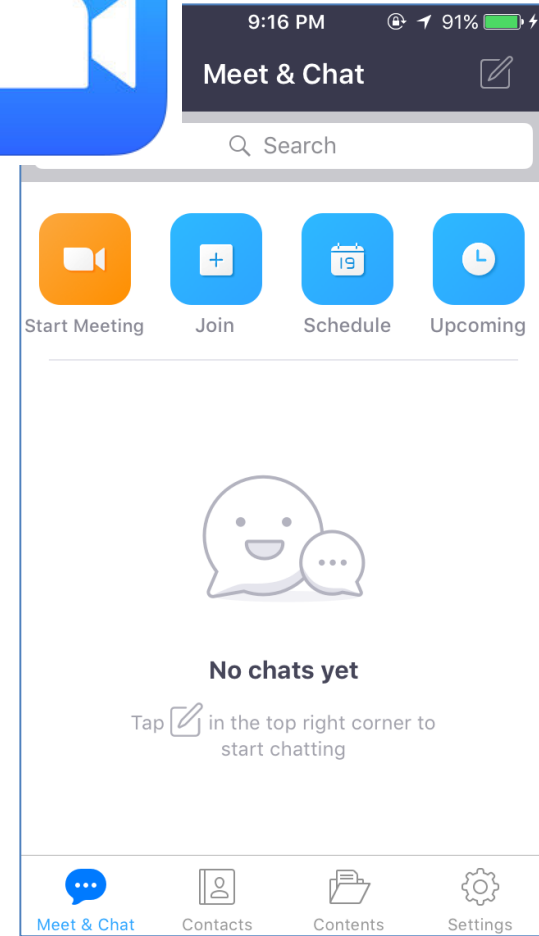 9:16 PM 91%
Meet & Chat
Search
19
Start Meeting Join Schedule Upcoming
No chats yet
Tap in the top right corner to
start chatting
Meet & Chat Contacts Contents Settings